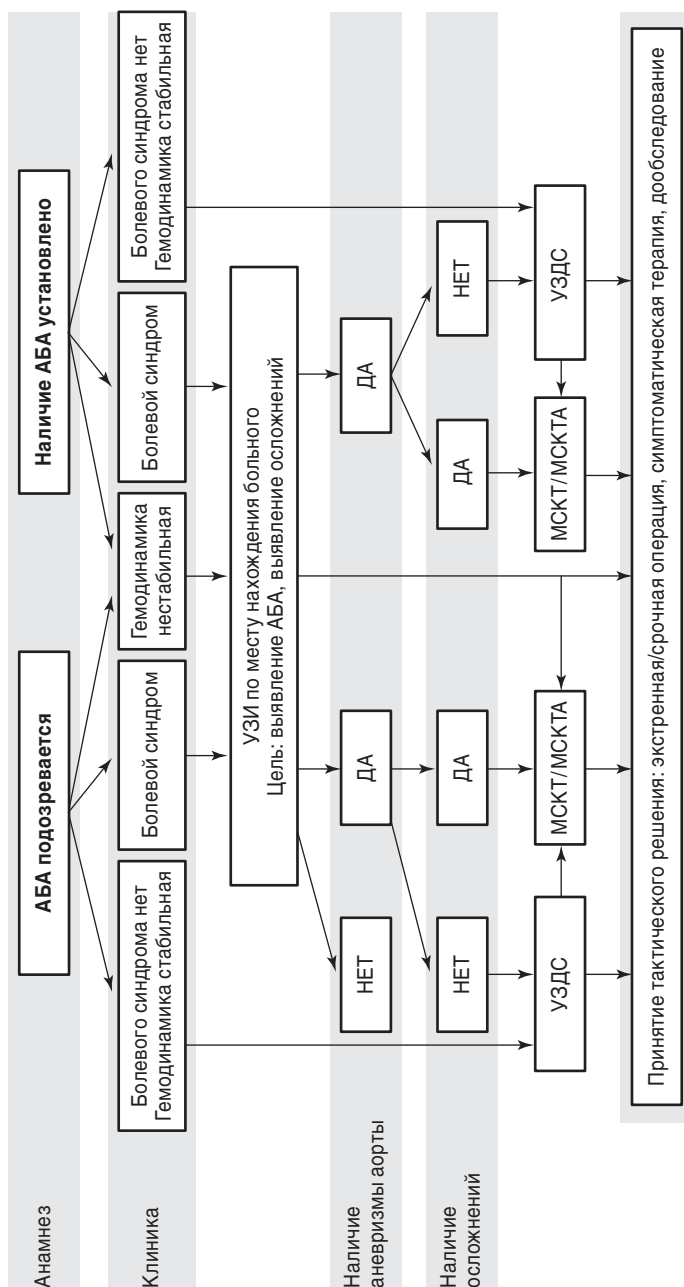 Анамнез
АБА подозревается
Наличие АБА установлено
Клиника
Болевого синдрома нет
Гемодинамика стабильная
Болевой синдром
Гемодинамика
нестабильная
Болевой синдром
Болевого синдрома нет
Гемодинамика стабильная
УЗИ по месту нахождения больного
Цель: выявление АБА, выявление осложнений
Наличие
аневризмы аорты
НЕТ
ДА
ДА
Наличие
осложнений
НЕТ
ДА
ДА
НЕТ
УЗДС
МСКТ/МСКТА
МСКТ/МСКТА
УЗДС
Принятие тактического решения: экстренная/срочная операция, симптоматическая терапия, дообследование